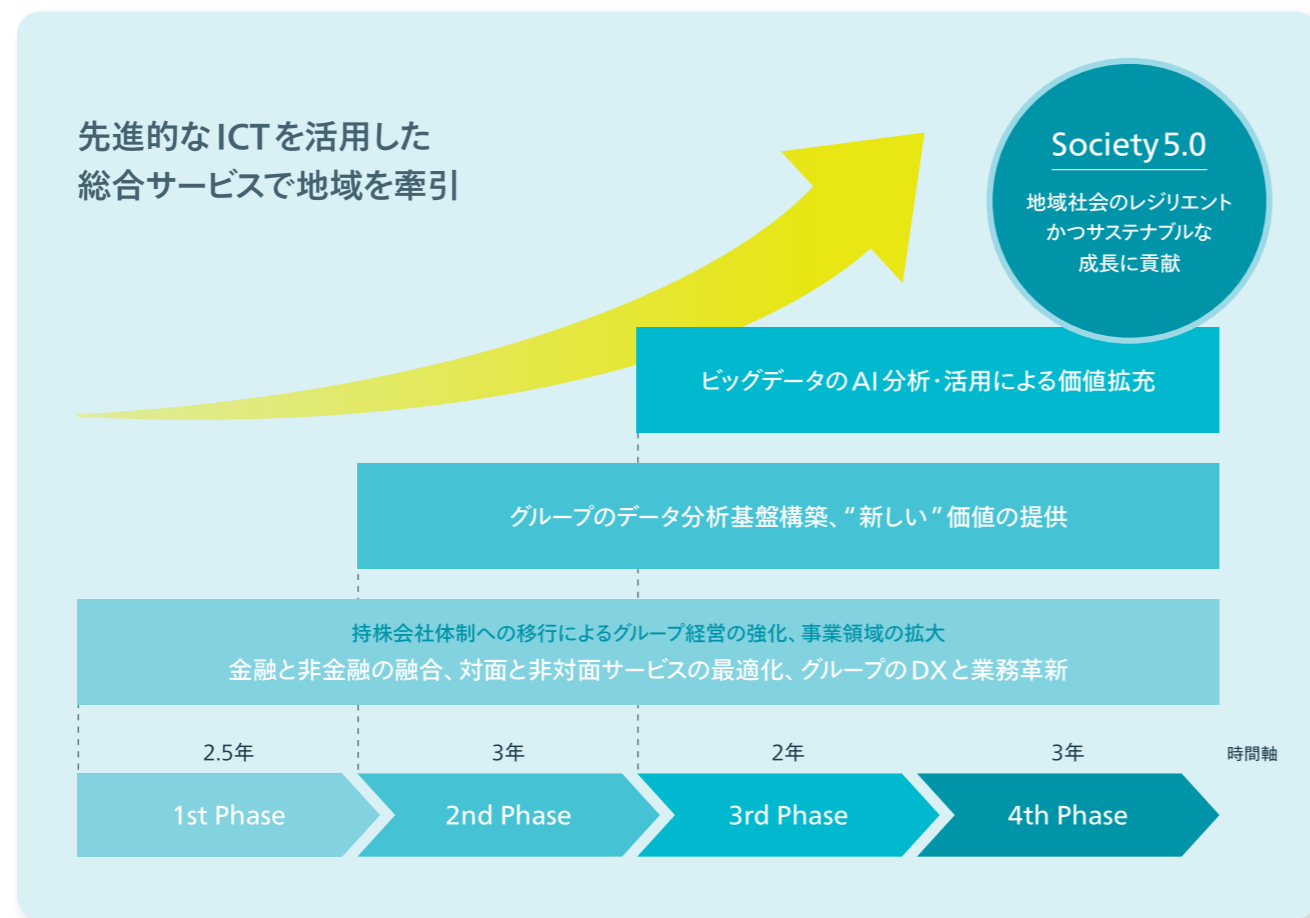 先進的なICTを活用した
総合サービスで地域を牽引
Society 5.0
地域社会のレジリエント
かつサステナブルな
成長に貢献
ビッグデータのAI分析・活用による価値拡充
グループのデータ分析基盤構築、“新しい”価値の提供
持株会社体制への移行によるグループ経営の強化、事業領域の拡大
金融と非金融の融合、対面と非対面サービスの最適化、グループのDXと業務革新
2.5年
3年
2年
3年
時間軸
1st Phase
2nd Phase
3rd Phase
4th Phase